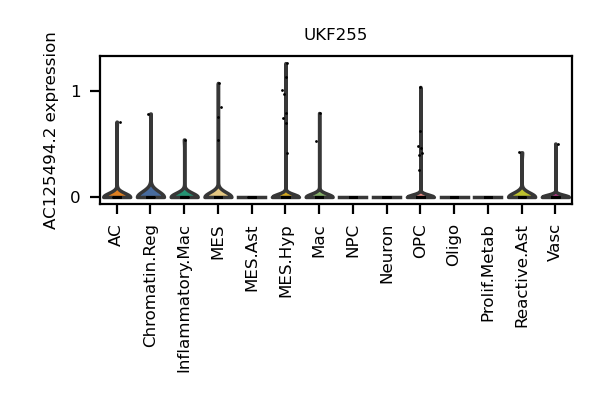 UKF255
AC125494.2 expression
1
0
AC
Chromatin.Reg
Inflammatory.Mac
MES
MES.Ast
MES.Hyp
Mac
NPC
Neuron
OPC
Oligo
Prolif.Metab
Reactive.Ast
Vasc